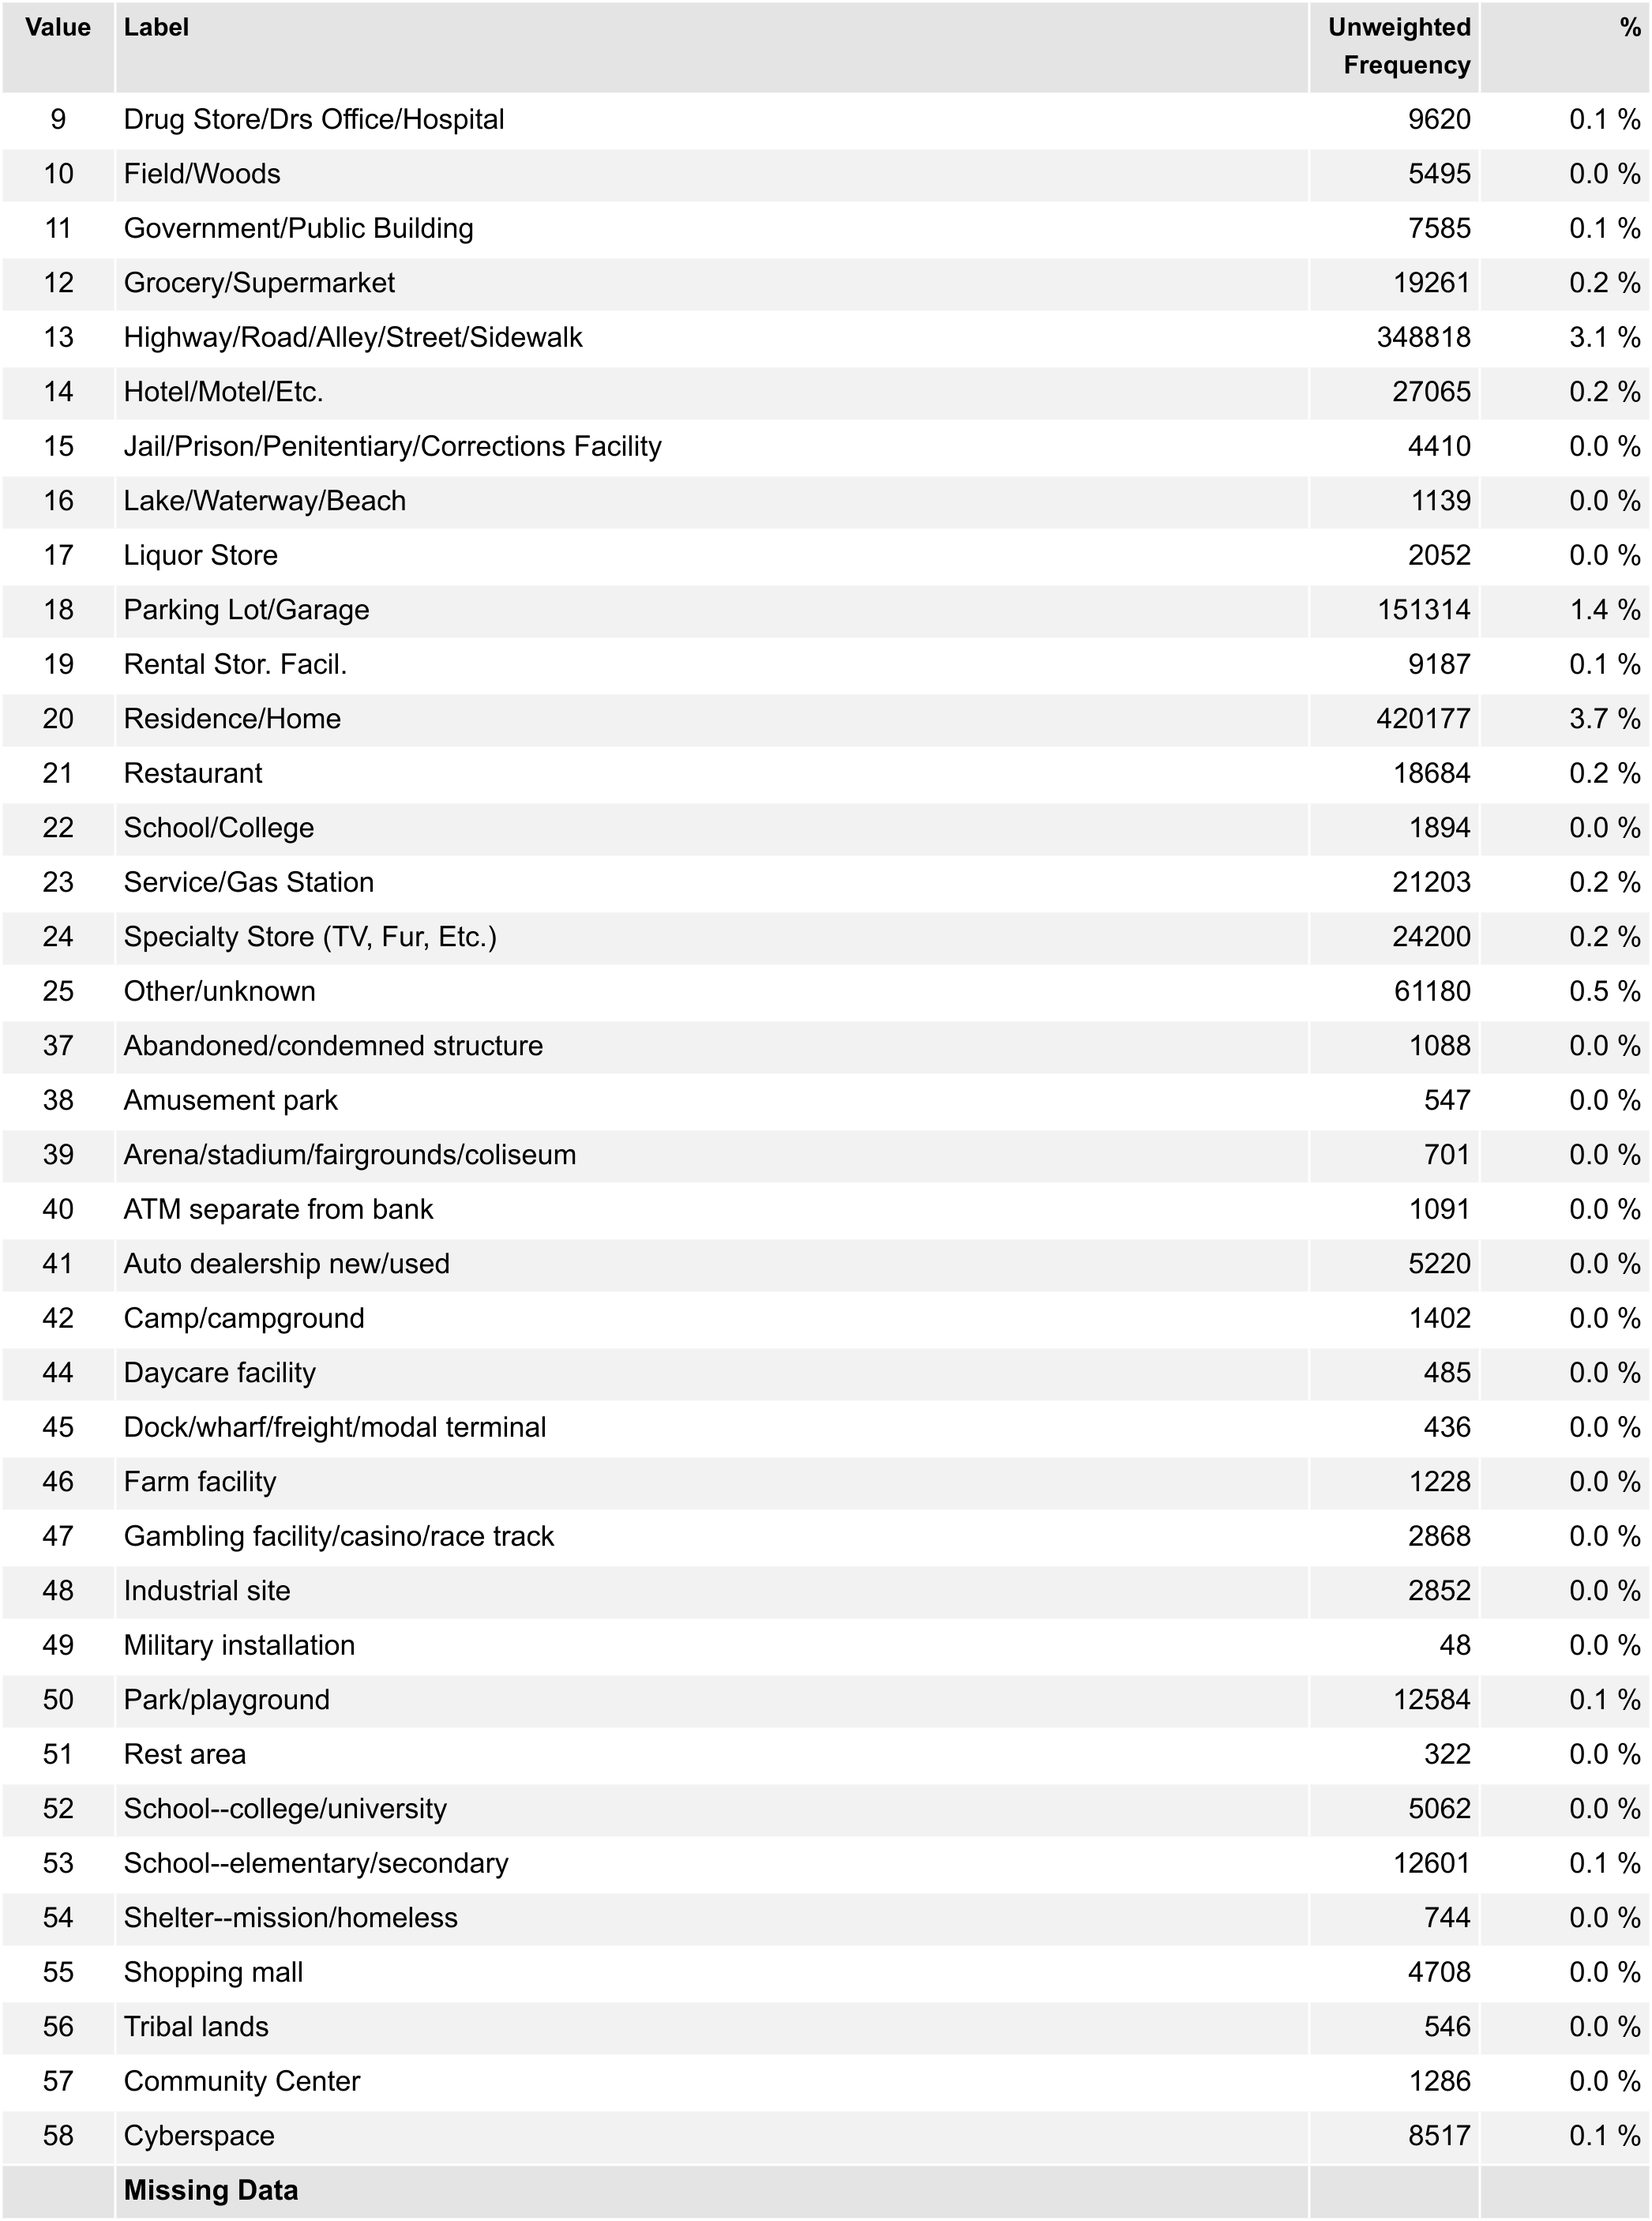 Value Label Unweighted Frequency %
9 Drug Store/Drs Office/Hospital 9620 0.1 %
10 Field/Woods 5495 0.0 %
11 Government/Public Building 7585 0.1 %
12 Grocery/Supermarket 19261 0.2 %
13 Highway/Road/Alley/Street/Sidewalk 348818 3.1 %
14 Hotel/Motel/Etc. 27065 0.2 %
15 Jail/Prison/Penitentiary/Corrections Facility 4410 0.0 %
16 Lake/Waterway/Beach 1139 0.0 %
17 Liquor Store 2052 0.0 %
18 Parking Lot/Garage 151314 1.4 %
19 Rental Stor. Facil. 9187 0.1 %
20 Residence/Home 420177 3.7 %
21 Restaurant 18684 0.2 %
22 School/College 1894 0.0 %
23 Service/Gas Station 21203 0.2 %
24 Specialty Store (TV, Fur, Etc.) 24200 0.2 %
25 Other/unknown 61180 0.5 %
37 Abandoned/condemned structure 1088 0.0 %
38 Amusement park 547 0.0 %
39 Arena/stadium/fairgrounds/coliseum 701 0.0 %
40 ATM separate from bank 1091 0.0 %
41 Auto dealership new/used 5220 0.0 %
42 Camp/campground 1402 0.0 %
44 Daycare facility 485 0.0 %
45 Dock/wharf/freight/modal terminal 436 0.0 %
46 Farm facility 1228 0.0 %
47 Gambling facility/casino/race track 2868 0.0 %
48 Industrial site 2852 0.0 %
49 Military installation 48 0.0 %
50 Park/playground 12584 0.1 %
51 Rest area 322 0.0 %
52 School--college/university 5062 0.0 %
53 School--elementary/secondary 12601 0.1 %
54 Shelter--mission/homeless 744 0.0 %
55 Shopping mall 4708 0.0 %
56 Tribal lands 546 0.0 %
57 Community Center 1286 0.0 %
58 Cyberspace 8517 0.1 %
Missing Data